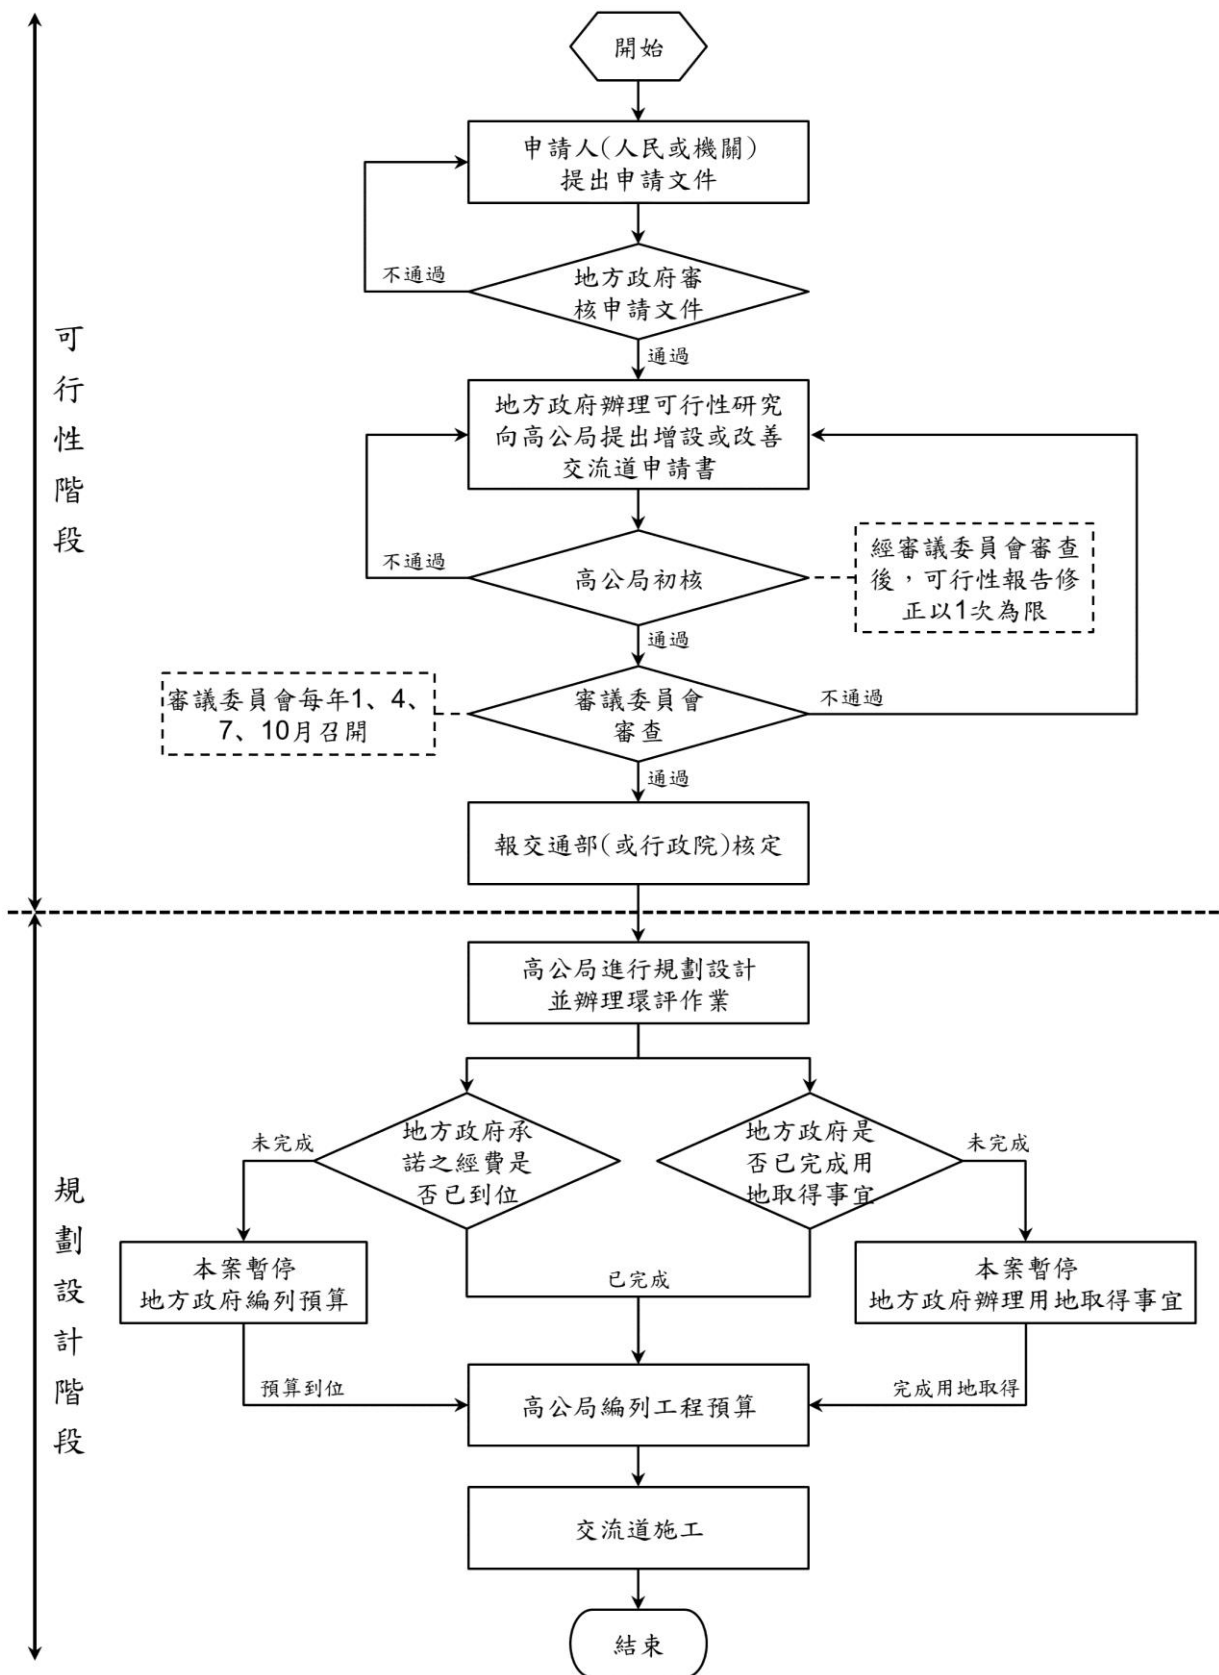 開始
申請人(人民或機關)
提出申請文件
不通過
地方政府審
核申請文件
通過
可行性階段
地方政府辦理可行性研究
向高公局提出增設或改善
交流道申請書
不通過
高公局初核
經審議委員會審查
後，可行性報告修
正以1次為限
通過
審議委員會每年1、4、
7、10月召開
審議委員會
審查
不通過
通過
報交通部(或行政院)核定
高公局進行規劃設計
並辦理環評作業
規劃設計階段
未完成
地方政府承
諾之經費是
否已到位
地方政府是
否已完成用
地取得事宜
未完成
本案暫停
地方政府編列預算
已完成
本案暫停
地方政府辦理用地取得事宜
預算到位
高公局編列工程預算
完成用地取得
交流道施工
結束